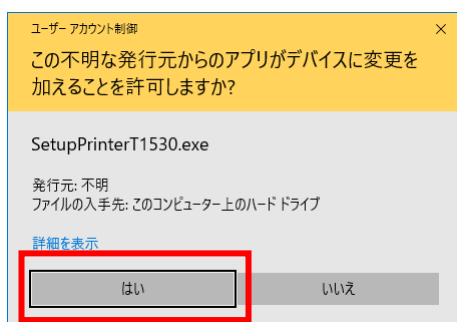 ユーザー アカウント制御
この不明な発行元からのアプリがデバイスに変更を
加えることを許可しますか?
SetupPrinterT1530.exe
発行元: 不明
ファイルの入手先: このコンピューター上のハード ドライブ
詳細を表示
はい
いいえ